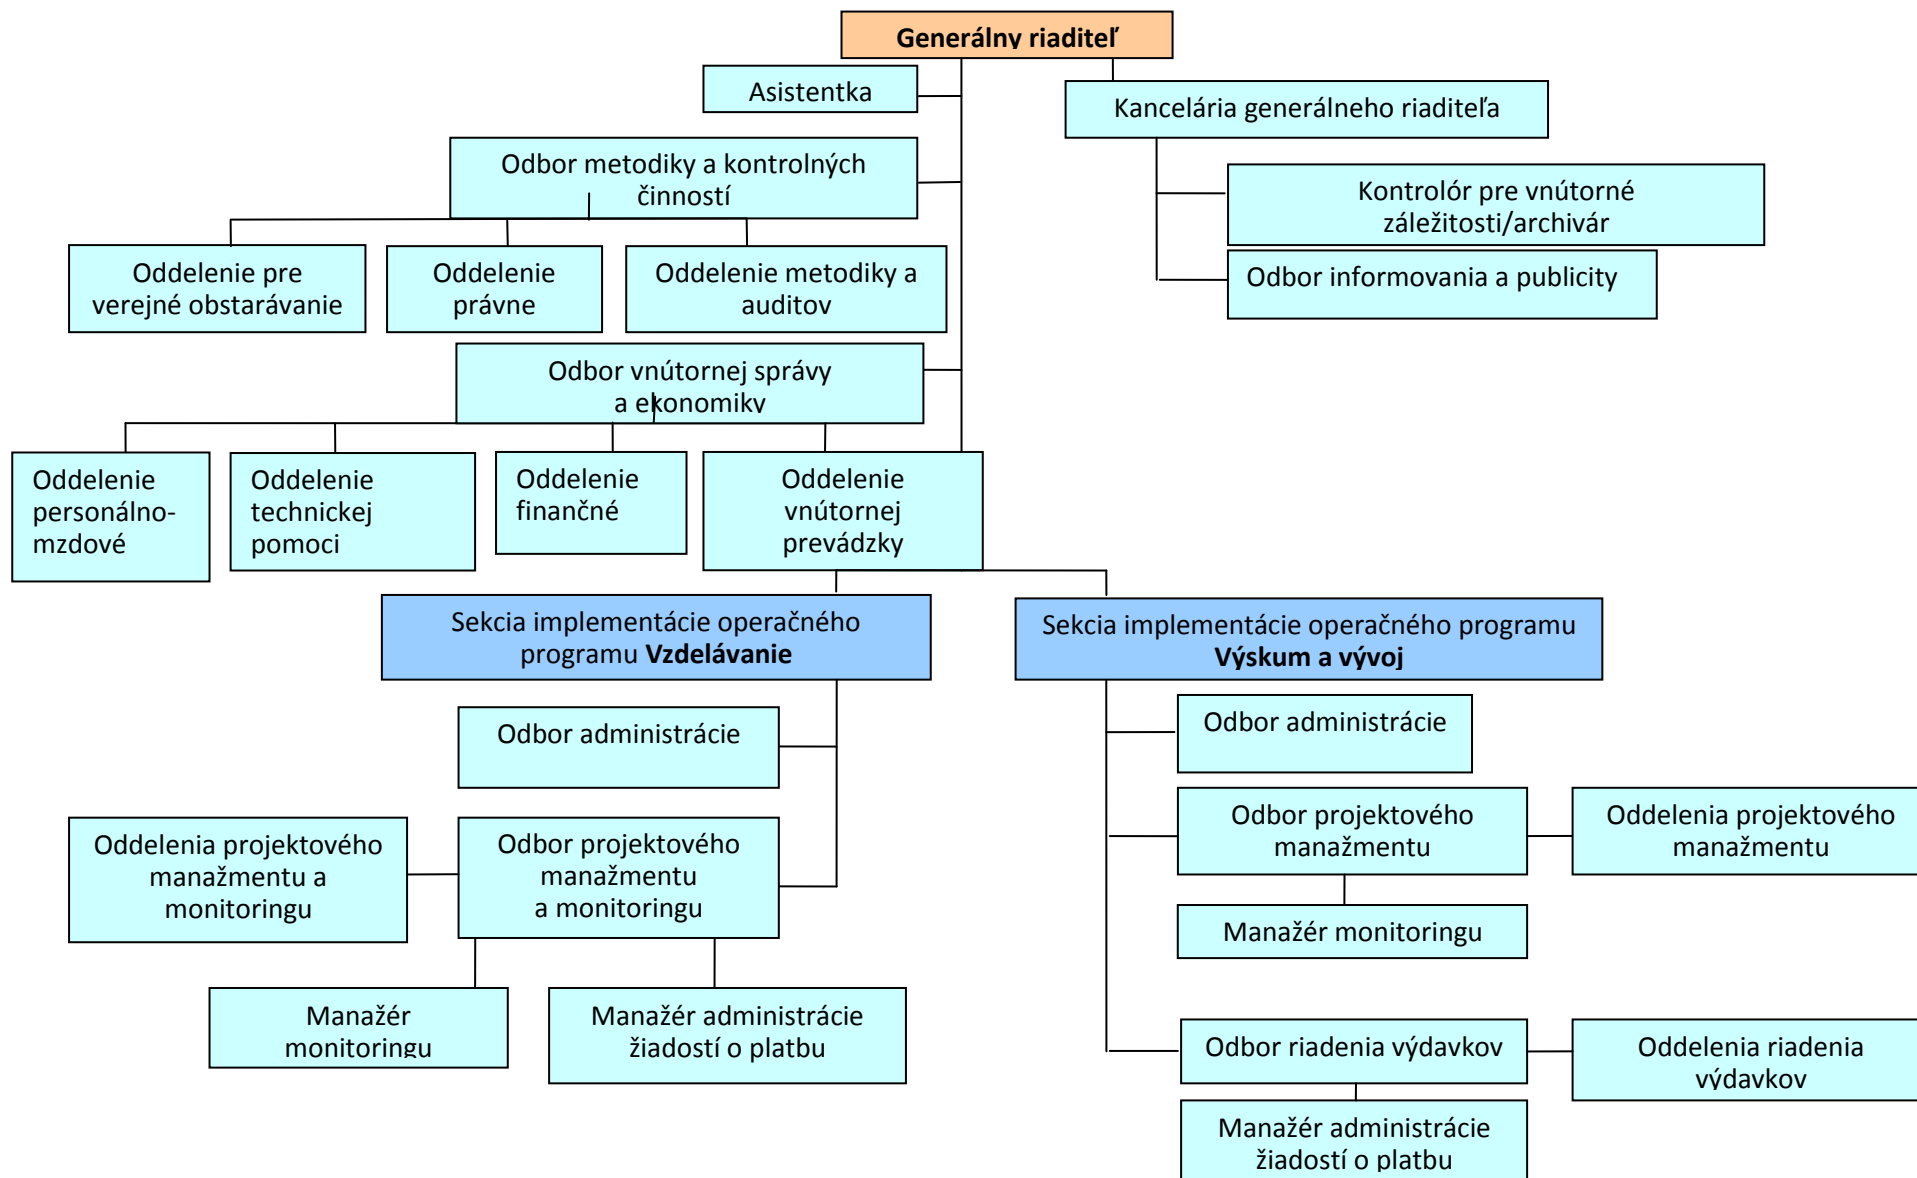 Generálny riaditeľ
Asistentka
Kancelária generálneho riaditeľa
Odbor metodiky a kontrolných
činností
Kontrolór pre vnútorné
záležitosti/archivár
Odbor informovania a publicity
Oddelenie pre
verejné obstarávanie
Oddelenie
právne
Oddelenie metodiky a
auditov
Odbor vnútornej správy
a ekonomiky
Oddelenie
personálno-
mzdové
Oddelenie
technickej
pomoci
Oddelenie
finančné
Oddelenie
vnútornej
prevádzky
Sekcia implementácie operačného
programu Vzdelávanie
Sekcia implementácie operačného programu
Výskum a vývoj
Odbor administrácie
Odbor administrácie
Oddelenia projektového
manažmentu a
monitoringu
Odbor projektového
manažmentu
a monitoringu
Odbor projektového
manažmentu
Oddelenia projektového
manažmentu
Manažér monitoringu
Manažér
monitoringu
Manažér administrácie
žiadostí o platbu
Odbor riadenia výdavkov
Oddelenia riadenia
výdavkov
Manažér administrácie
žiadostí o platbu